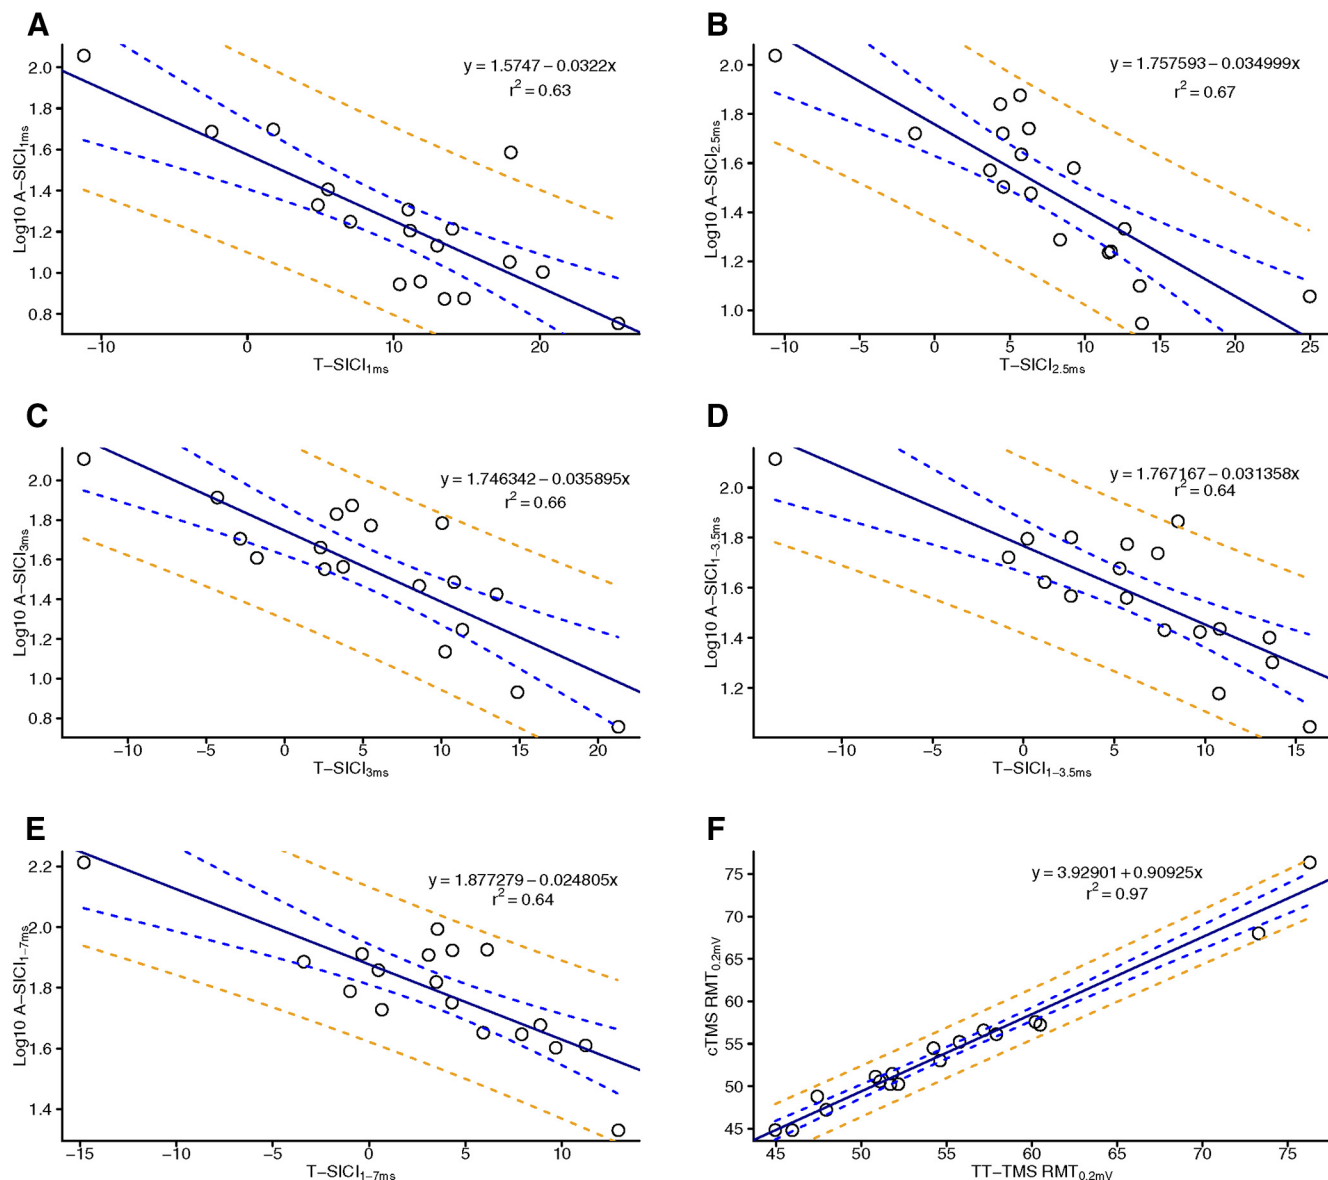 A
y = 1.5747 − 0.0322x
r² = 0.63
Log10 A−SICI1ms
2.0
1.8
1.6
1.4
1.2
1.0
0.8
−10 0 10 20
T−SICI1ms
B
y = 1.757593 − 0.034999x
r² = 0.67
Log10 A−SICI2.5ms
2.0
1.8
1.6
1.4
1.2
1.0
−10 −5 0 5 10 15 20 25
T−SICI2.5ms
C
y = 1.746342 − 0.035895x
r² = 0.66
Log10 A−SICI3ms
2.0
1.8
1.6
1.4
1.2
1.0
0.8
−10 −5 0 5 10 15 20
T−SICI3ms
D
y = 1.767167 − 0.031358x
r² = 0.64
Log10 A−SICI1−3.5ms
2.0
1.8
1.6
1.4
1.2
−10 −5 0 5 10 15
T−SICI1−3.5ms
E
y = 1.877279 − 0.024805x
r² = 0.64
Log10 A−SICI1−7ms
2.2
2.0
1.8
1.6
1.4
−15 −10 −5 0 5 10
T−SICI1−7ms
F
y = 3.92901 + 0.90925x
r² = 0.97
cTMS RMT0.2mV
75
70
65
60
55
50
45
45 50 55 60 65 70 75
TT−TMS RMT0.2mV